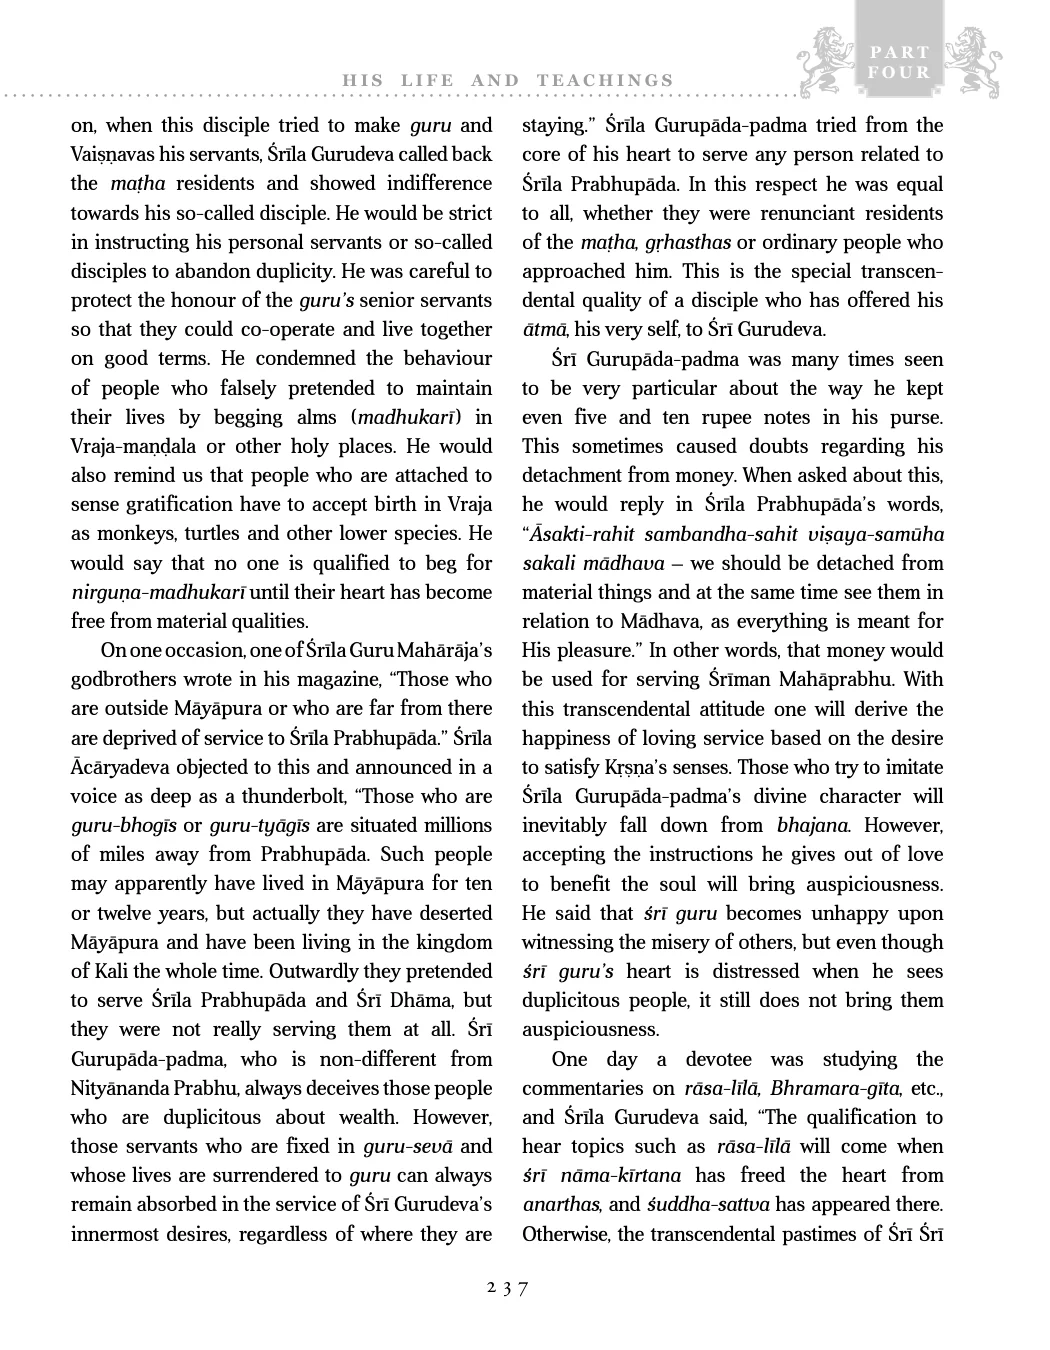 PART
FOUR
HIS LIFE AND TEACHINGS
on, when this disciple tried to make guru and
Vaiṣṇavas his servants, Śrīla Gurudeva called back
the maṭha residents and showed indifference
towards his so-called disciple. He would be strict
in instructing his personal servants or so-called
disciples to abandon duplicity. He was careful to
protect the honour of the guru’s senior servants
so that they could co-operate and live together
on good terms. He condemned the behaviour
of people who falsely pretended to maintain
their lives by begging alms (madhukarī) in
Vraja-maṇḍala or other holy places. He would
also remind us that people who are attached to
sense gratification have to accept birth in Vraja
as monkeys, turtles and other lower species. He
would say that no one is qualified to beg for
nirguṇa-madhukarī until their heart has become
free from material qualities.
On one occasion, one of Śrīla Guru Mahārāja’s
godbrothers wrote in his magazine, “Those who
are outside Māyāpura or who are far from there
are deprived of service to Śrīla Prabhupāda.” Śrīla
Ācāryadeva objected to this and announced in a
voice as deep as a thunderbolt, “Those who are
guru-bhogīs or guru-tyāgīs are situated millions
of miles away from Prabhupāda. Such people
may apparently have lived in Māyāpura for ten
or twelve years, but actually they have deserted
Māyāpura and have been living in the kingdom
of Kali the whole time. Outwardly they pretended
to serve Śrīla Prabhupāda and Śrī Dhāma, but
they were not really serving them at all. Śrī
Gurupāda-padma, who is non-different from
Nityānanda Prabhu, always deceives those people
who are duplicitous about wealth. However,
those servants who are fixed in guru-sevā and
whose lives are surrendered to guru can always
remain absorbed in the service of Śrī Gurudeva’s
innermost desires, regardless of where they are
staying.” Śrīla Gurupāda-padma tried from the
core of his heart to serve any person related to
Śrīla Prabhupāda. In this respect he was equal
to all, whether they were renunciant residents
of the maṭha, gṛhasthas or ordinary people who
approached him. This is the special transcen-
dental quality of a disciple who has offered his
ātmā, his very self, to Śrī Gurudeva.
Śrī Gurupāda-padma was many times seen
to be very particular about the way he kept
even five and ten rupee notes in his purse.
This sometimes caused doubts regarding his
detachment from money. When asked about this,
he would reply in Śrīla Prabhupāda’s words,
“Āsakti-rahit sambandha-sahit viṣaya-samūha
sakali mādhava – we should be detached from
material things and at the same time see them in
relation to Mādhava, as everything is meant for
His pleasure.” In other words, that money would
be used for serving Śrīman Mahāprabhu. With
this transcendental attitude one will derive the
happiness of loving service based on the desire
to satisfy Kṛṣṇa’s senses. Those who try to imitate
Śrīla Gurupāda-padma’s divine character will
inevitably fall down from bhajana. However,
accepting the instructions he gives out of love
to benefit the soul will bring auspiciousness.
He said that śrī guru becomes unhappy upon
witnessing the misery of others, but even though
śrī guru’s heart is distressed when he sees
duplicitous people, it still does not bring them
auspiciousness.
One day a devotee was studying the
commentaries on rāsa-līlā, Bhramara-gīta, etc.,
and Śrīla Gurudeva said, “The qualification to
hear topics such as rāsa-līlā will come when
śrī nāma-kīrtana has freed the heart from
anarthas, and śuddha-sattva has appeared there.
Otherwise, the transcendental pastimes of Śrī Śrī
237